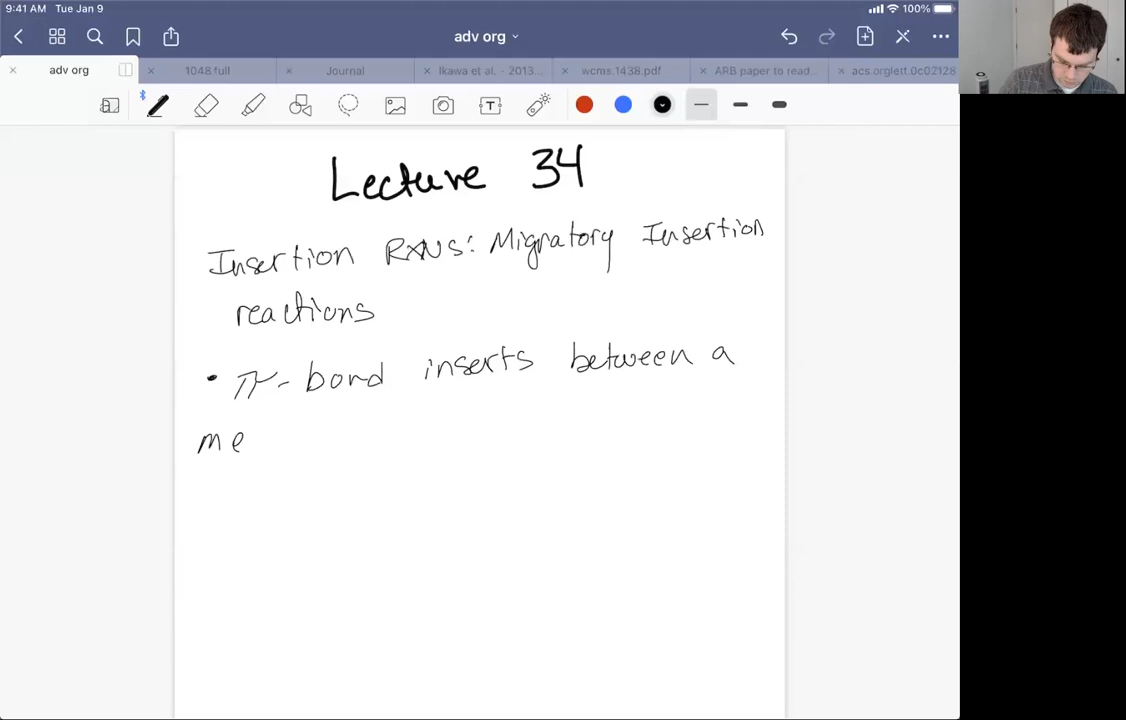 9:41 AM Tue Jan 9
100%
adv org
adv org
1048.full
Journal
Ikawa et al. - 2013...
wcms.1438.pdf
ARB paper to read...
acs.orglett.0c02128
T
Lecture 34
Insertion RXNs: Migratory Insertion
reactions
• π-bond inserts between a
me